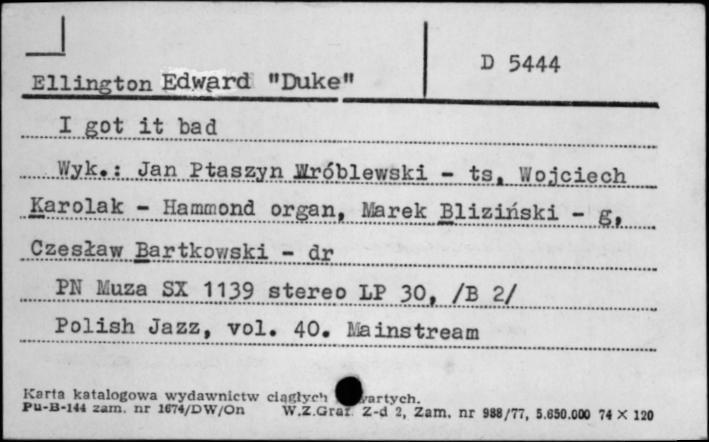 D 5444
Ellington Edward "Duke"
I got it bad
Wyk.: Jan Ptaszyn Wróblewski - ts, Wojciech
Karolak - Hammond organ, Marek Bliziński - g,
Czesław Bartkowski - dr
PN Muza SX 1139 stereo LP 30, /B 2/
Polish Jazz, vol. 40. Mainstream
Karta katalogowa wydawnictw ciągłych
Pu-B-144 zam. nr 1674/DW/On W.Z.Graf. Z-d 2, Zam. nr 988/77, 5.650.000 74 × 120